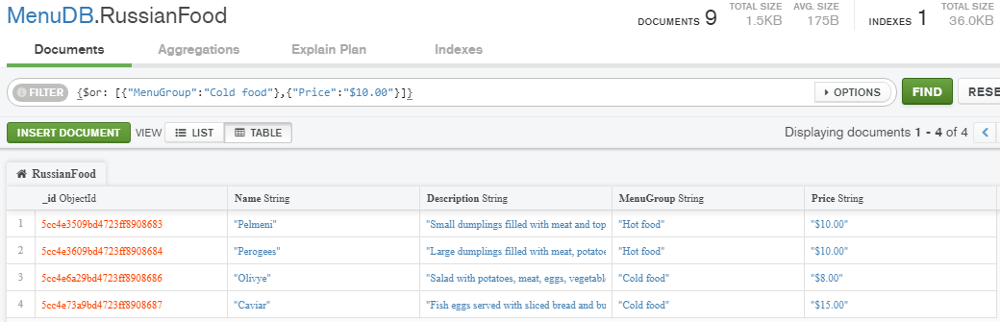 MenuDB.RussianFood
DOCUMENTS 9 TOTAL SIZE 1.5KB AVG. SIZE 175B INDEXES 1 TOTAL SIZE 36.0KB
Documents Aggregations Explain Plan Indexes
FILTER {$or: [{"MenuGroup":"Cold food"},{"Price":"$10.00"}]} OPTIONS FIND RESE
INSERT DOCUMENT VIEW LIST TABLE Displaying documents 1 - 4 of 4
RussianFood
_id ObjectId Name String Description String MenuGroup String Price String
1 5cc4e3509bd4723ff8908683 "Pelmeni" "Small dumplings filled with meat and top "Hot food" "$10.00"
2 5cc4e3609bd4723ff8908684 "Perogees" "Large dumplings filled with meat, potatoe "Hot food" "$10.00"
3 5cc4e6a29bd4723ff8908686 "Olivye" "Salad with potatoes, meat, eggs, vegetabl "Cold food" "$8.00"
4 5cc4e73a9bd4723ff8908687 "Caviar" "Fish eggs served with sliced bread and bu "Cold food" "$15.00"